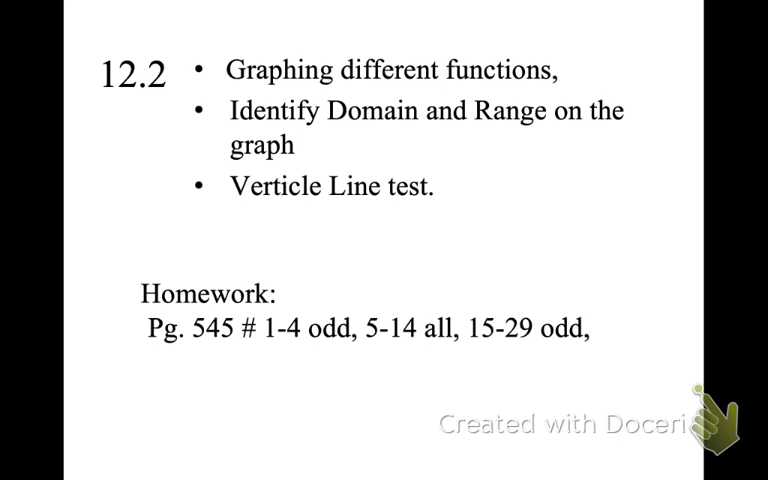 12.2 • Graphing different functions,
• Identify Domain and Range on the
graph
• Verticle Line test.
Homework:
Pg. 545 # 1-4 odd, 5-14 all, 15-29 odd,
Created with Doceri